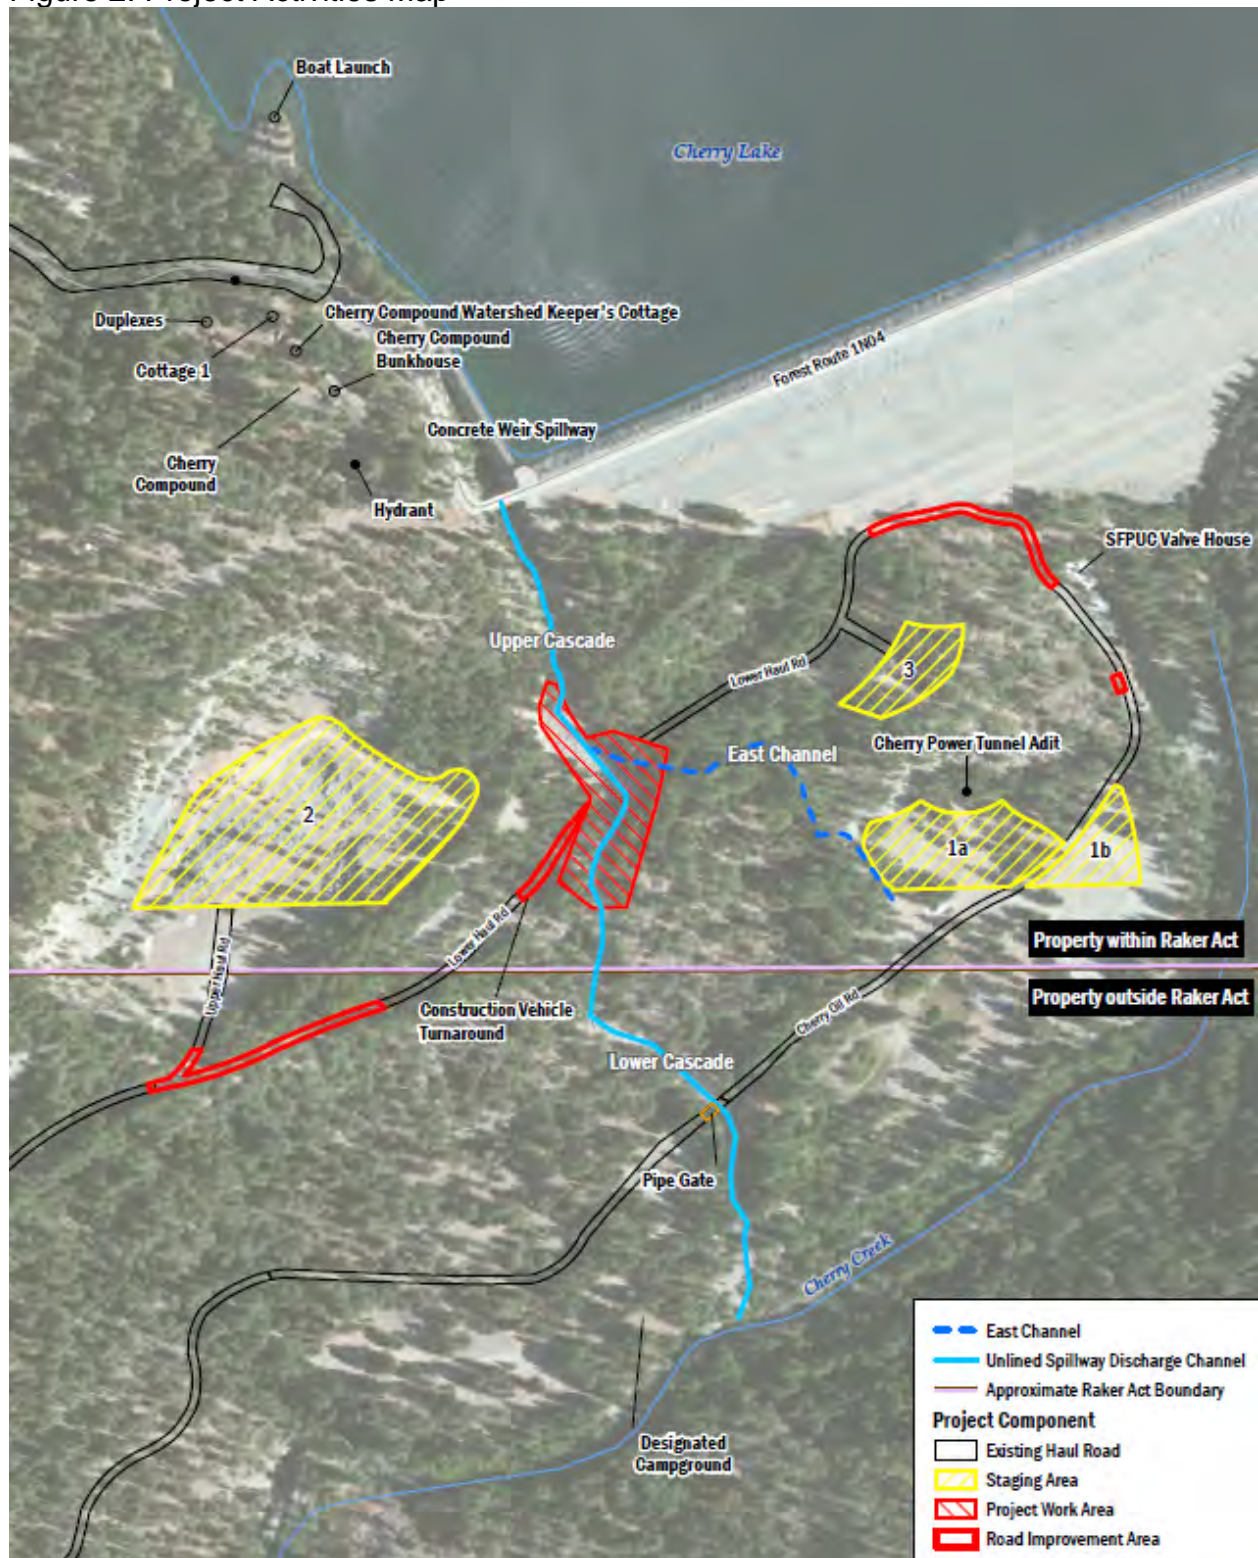 Figure 2. Project Activities Map
Boat Launch
Cherry Lake
Duplexes
Cottage 1
Cherry Compound Watershed Keeper's Cottage
Cherry Compound
Bunkhouse
Forest Route 1N04
Concrete Weir Spillway
Cherry
Compound
Hydrant
SFPUC Valve House
Upper Cascade
Lower Haul Rd
3
East Channel
Cherry Power Tunnel Adit
2
1a
1b
Lower Haul Rd
Upper Haul Rd
Property within Raker Act
Property outside Raker Act
Construction Vehicle
Turnaround
Cherry Oil Rd
Lower Cascade
Pipe Gate
Cherry Creek
Designated
Campground
East Channel
Unlined Spillway Discharge Channel
Approximate Raker Act Boundary
Project Component
Existing Haul Road
Staging Area
Project Work Area
Road Improvement Area